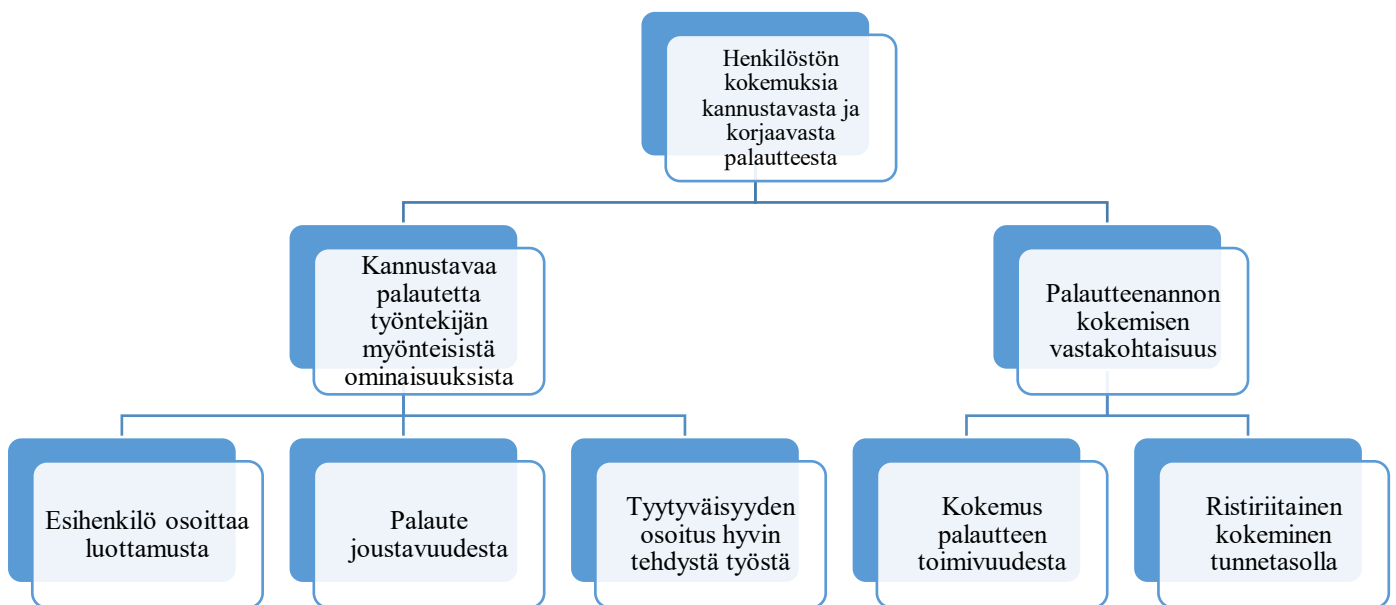 Henkilöstön
kokemuksia
kannustavasta ja
korjaavasta
palautteesta
Kannustavaa
palautetta
työntekijän
myönteisistä
ominaisuuksista
Palautteenannon
kokemisen
vastakohtaisuus
Esihenkilö osoittaa
luottamusta
Palaute
joustavuudesta
Tyytyväisyyden
osoitus hyvin
tehdystä työstä
Kokemus
palautteen
toimivuudesta
Ristiriitainen
kokeminen
tunnetasolla